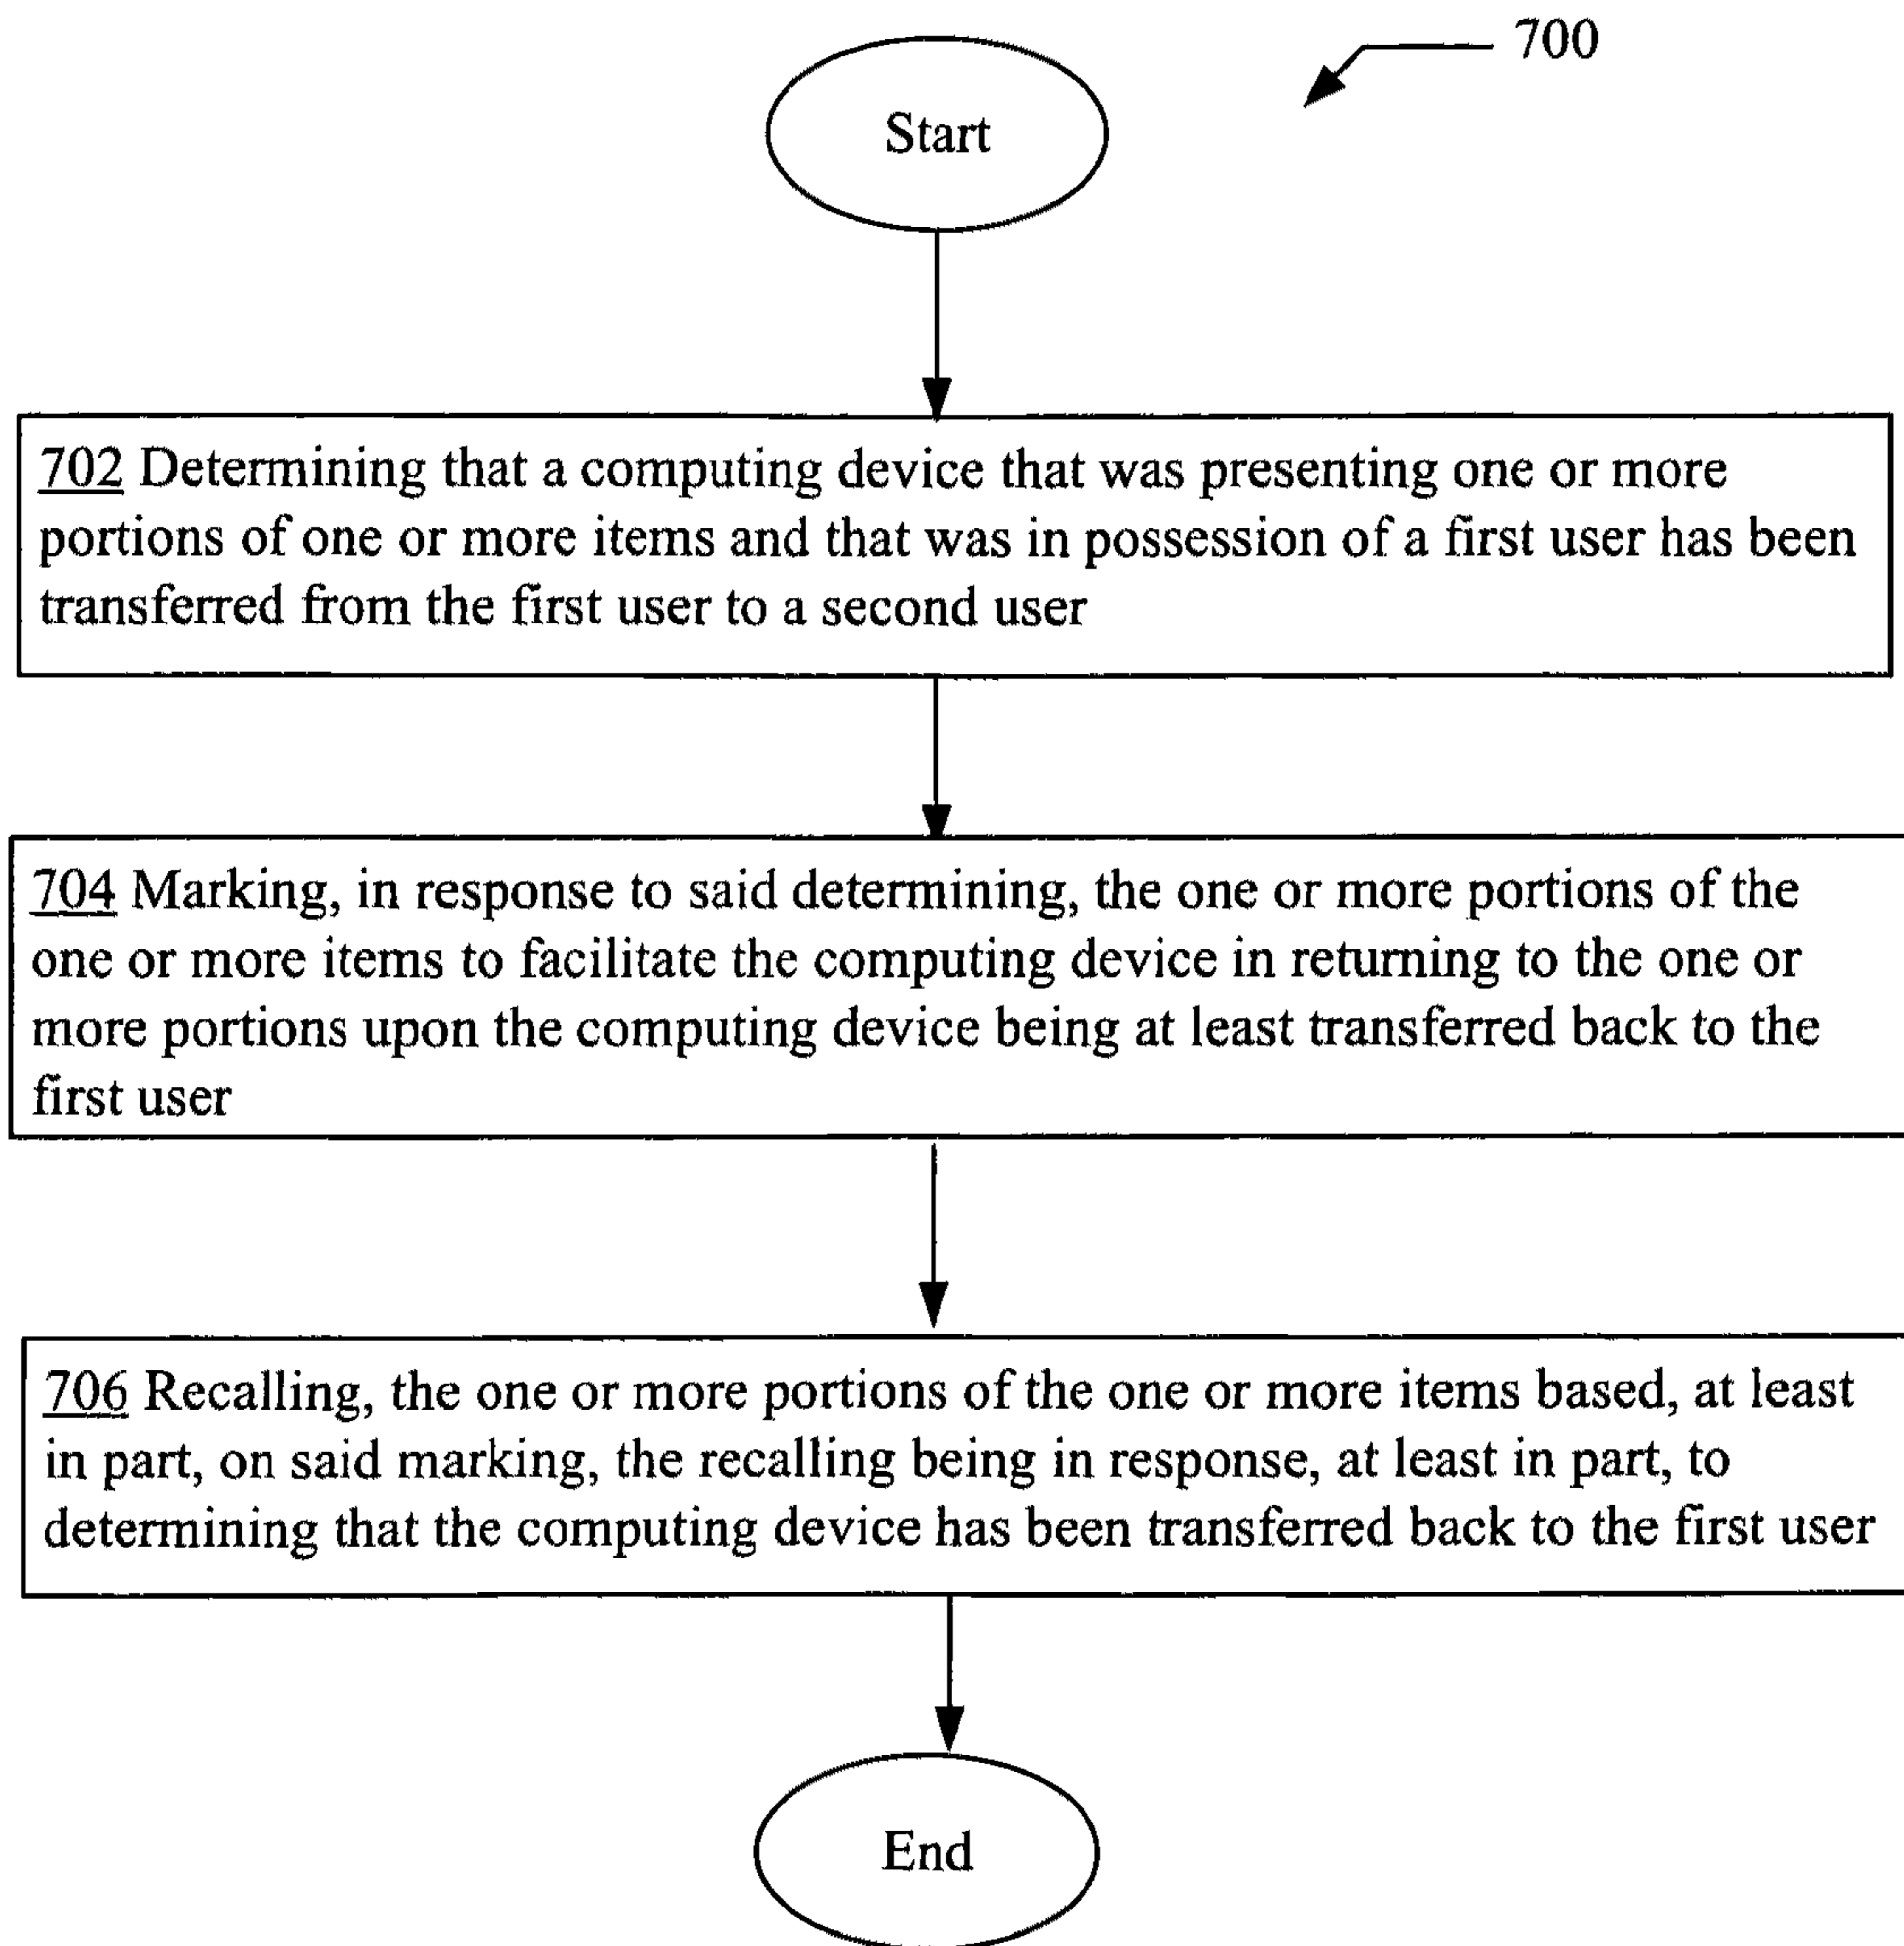 700
Start
702 Determining that a computing device that was presenting one or more
portions of one or more items and that was in possession of a first user has been
transferred from the first user to a second user
704 Marking, in response to said determining, the one or more portions of the
one or more items to facilitate the computing device in returning to the one or
more portions upon the computing device being at least transferred back to the
first user
706 Recalling, the one or more portions of the one or more items based, at least
in part, on said marking, the recalling being in response, at least in part, to
determining that the computing device has been transferred back to the first user
End